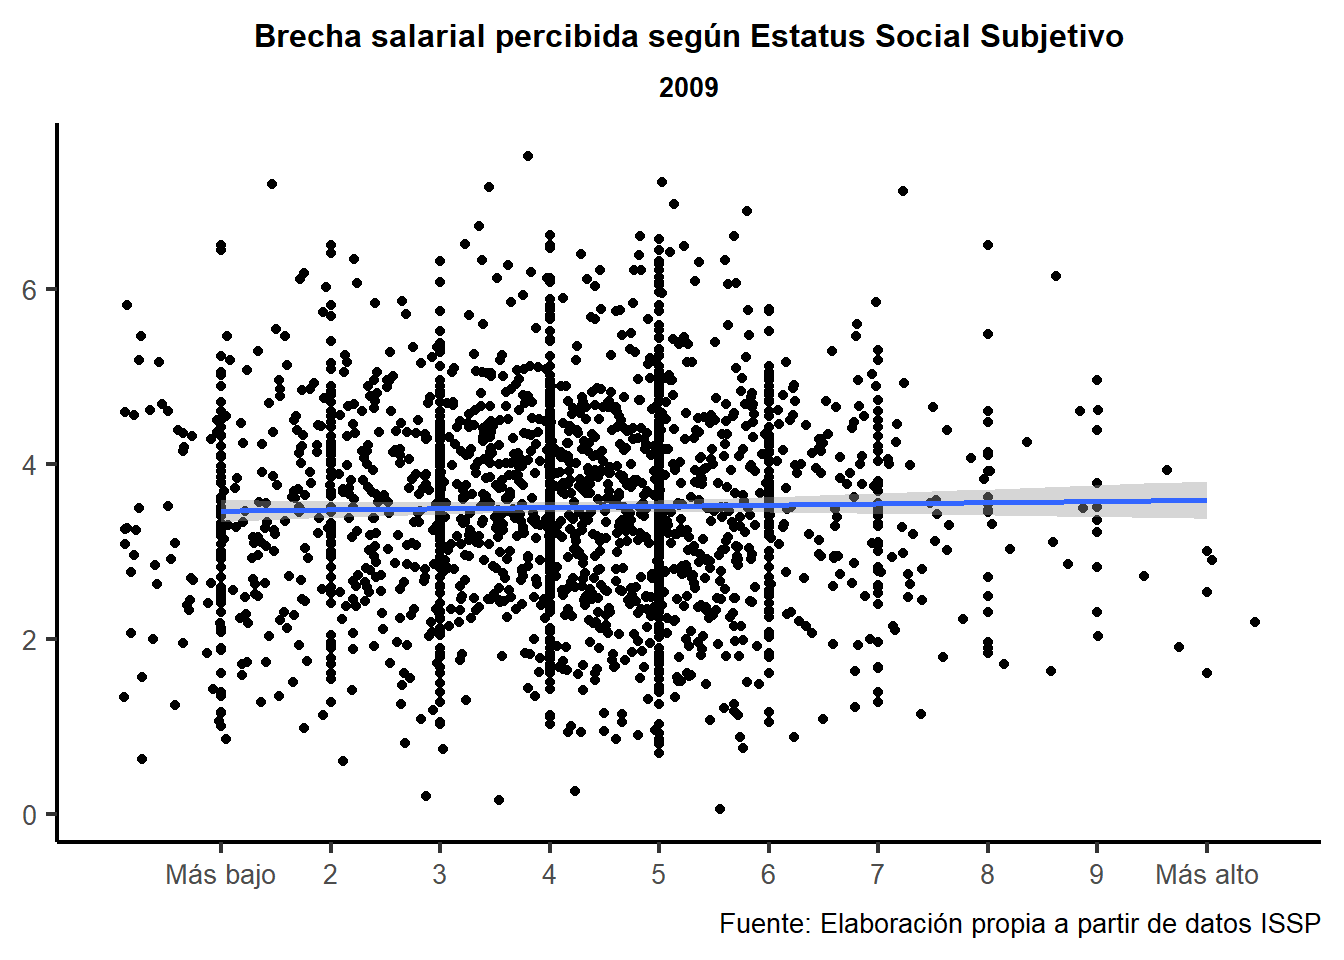 Brecha salarial percibida según Estatus Social Subjetivo
2009
6
4
2
0
Más bajo 2 3 4 5 6 7 8 9 Más alto
Fuente: Elaboración propia a partir de datos ISSP